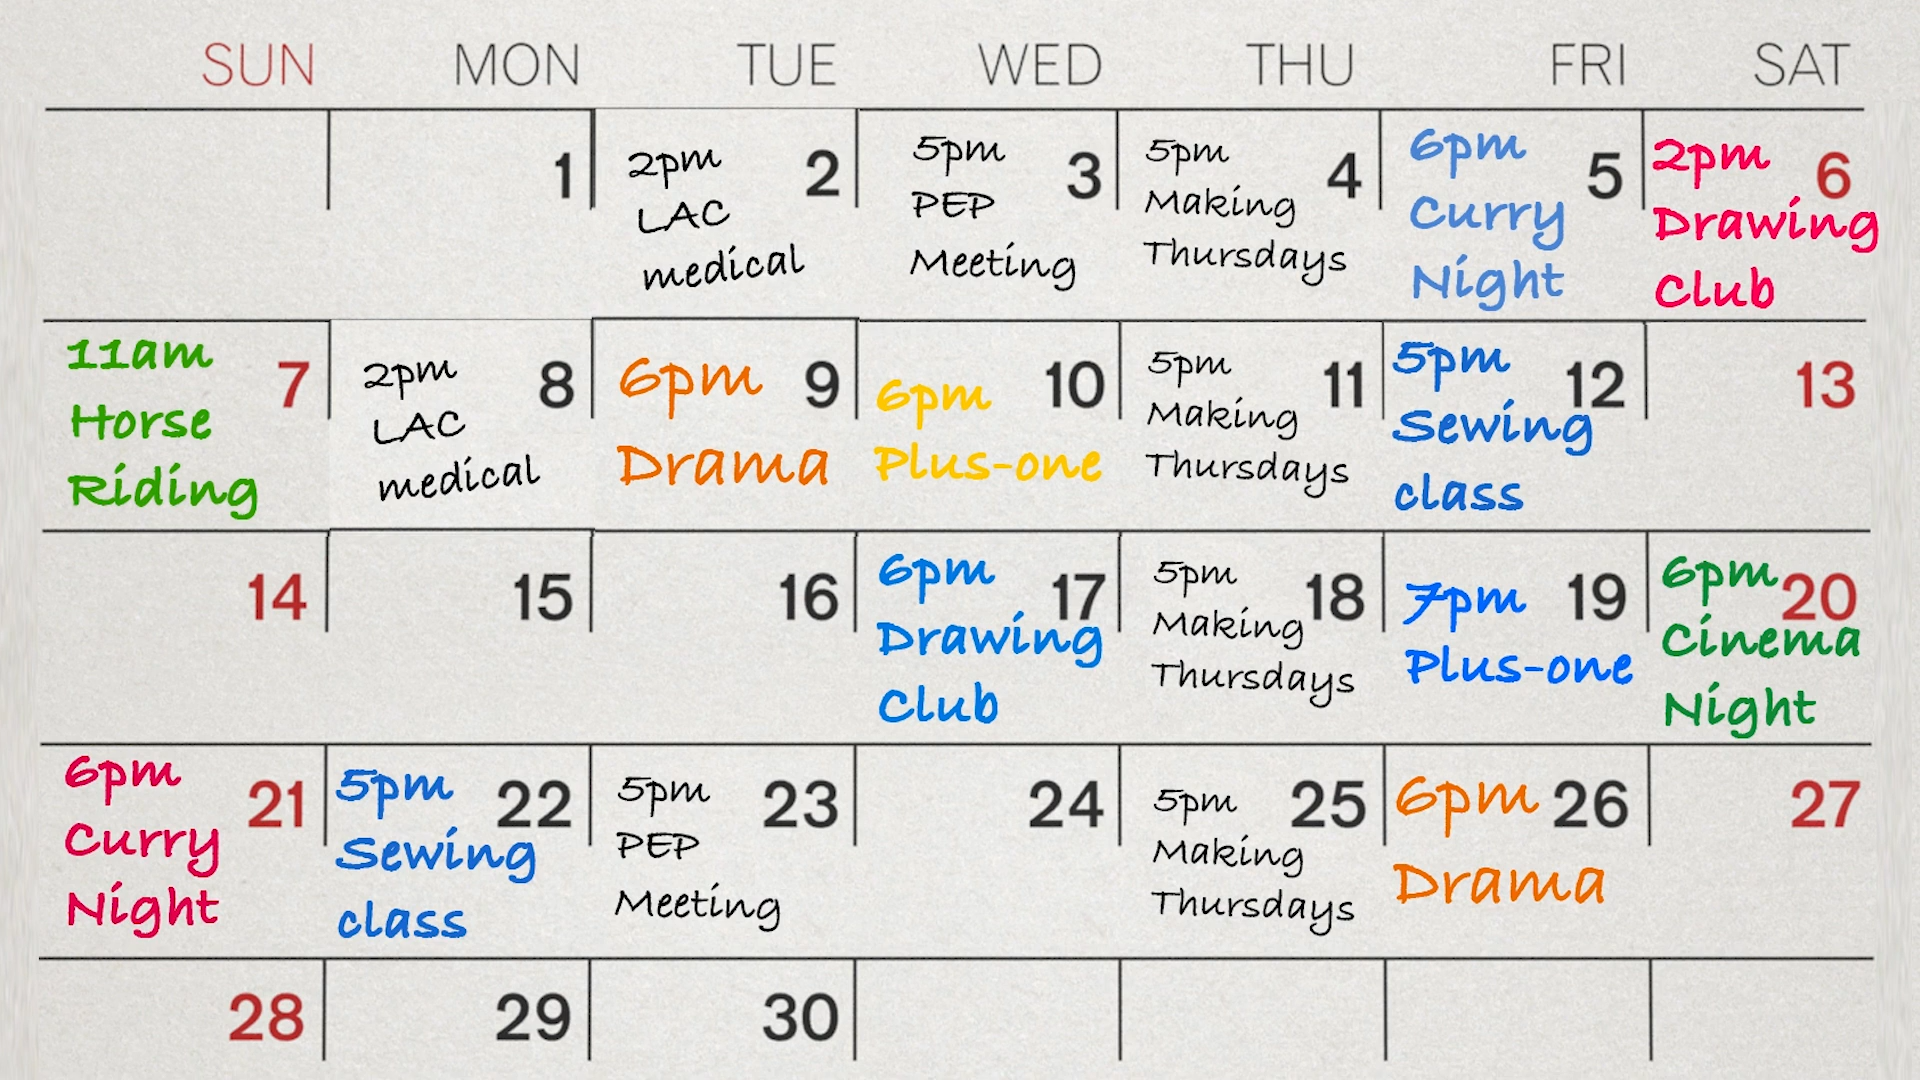 SUN MON TUE WED THU FRI SAT
1
2pm 2
LAC
medical
5pm 3
PEP
Meeting
5pm 4
Making
Thursdays
6pm 5
Curry
Night
2pm 6
Drawing
Club
11am 7
Horse
Riding
2pm 8
LAC
medical
6pm 9
Drama
6pm 10
Plus-one
5pm 11
Making
Thursdays
5pm 12
Sewing
class
13
14
15
16
6pm 17
Drawing
Club
5pm 18
Making
Thursdays
7pm 19
Plus-one
6pm 20
Cinema
Night
6pm 21
Curry
Night
5pm 22
Sewing
class
5pm 23
PEP
Meeting
24
5pm 25
Making
Thursdays
6pm 26
Drama
27
28
29
30